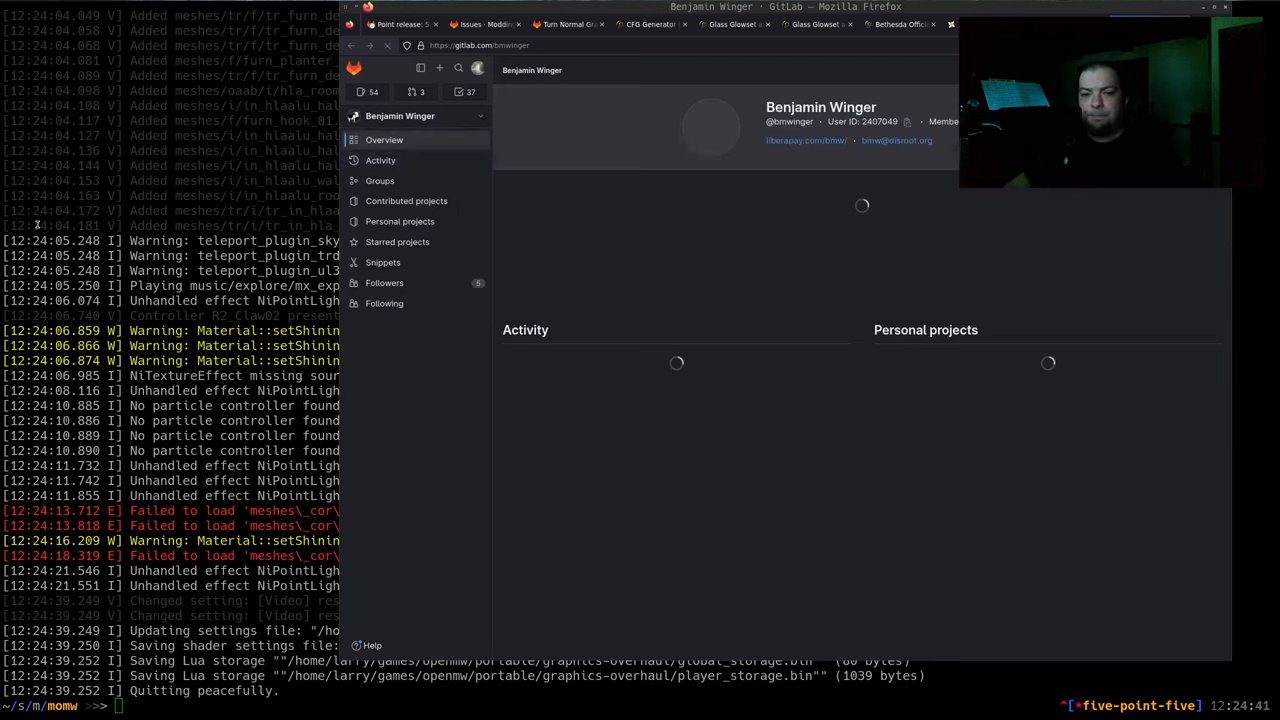 Benjamin Winger · GitLab — Mozilla Firefox
Point release: 5. Issues · Modding Turn Normal Gr CFG Generator Glass Glowset a Glass Glowset a Bethesda Offici
https://gitlab.com/bmwinger
Benjamin Winger
54 3 37
Benjamin Winger
Overview
Activity
Groups
Contributed projects
Personal projects
Starred projects
Snippets
Followers 5
Following
Help
Benjamin Winger
@bmwinger · User ID: 2407049 · Membe
liberapay.com/bmw/ · bmw@disroot.org
Activity Personal projects
[12:24:04.049 V] Added meshes/tr/f/tr_furn_de
[12:24:04.058 V] Added meshes/tr/f/tr_furn_de
[12:24:04.068 V] Added meshes/tr/f/tr_furn_de
[12:24:04.081 V] Added meshes/f/furn_planter_
[12:24:04.089 V] Added meshes/tr/f/tr_furn_de
[12:24:04.098 V] Added meshes/oaab/i/hla_room
[12:24:04.108 V] Added meshes/i/in_hlaalu_hal
[12:24:04.117 V] Added meshes/f/furn_hook_01.
[12:24:04.127 V] Added meshes/i/in_hlaalu_hal
[12:24:04.136 V] Added meshes/i/in_hlaalu_hal
[12:24:04.144 V] Added meshes/i/in_hlaalu_hal
[12:24:04.153 V] Added meshes/i/in_hlaalu_wal
[12:24:04.163 V] Added meshes/i/in_hlaalu_roo
[12:24:04.172 V] Added meshes/tr/i/tr_in_hlaa
[12:24:04.181 V] Added meshes/tr/i/tr_in_hla_
[12:24:05.248 I] Warning: teleport_plugin_sky
[12:24:05.248 I] Warning: teleport_plugin_trd
[12:24:05.248 I] Warning: teleport_plugin_ul3
[12:24:05.250 I] Playing music/explore/mx_exp
[12:24:06.074 I] Unhandled effect NiPointLigh
[12:24:06.740 V] Controller R2_Claw02 present
[12:24:06.859 W] Warning: Material::setShinin
[12:24:06.866 W] Warning: Material::setShinin
[12:24:06.874 W] Warning: Material::setShinin
[12:24:06.985 I] NiTextureEffect missing sour
[12:24:08.116 I] Unhandled effect NiPointLigh
[12:24:10.885 I] No particle controller found
[12:24:10.886 I] No particle controller found
[12:24:10.889 I] No particle controller found
[12:24:10.890 I] No particle controller found
[12:24:11.732 I] Unhandled effect NiPointLigh
[12:24:11.742 I] Unhandled effect NiPointLigh
[12:24:11.855 I] Unhandled effect NiPointLigh
[12:24:13.712 E] Failed to load 'meshes\_cor\
[12:24:13.818 E] Failed to load 'meshes\_cor\
[12:24:16.209 W] Warning: Material::setShinin
[12:24:18.319 E] Failed to load 'meshes\_cor\
[12:24:21.546 I] Unhandled effect NiPointLigh
[12:24:21.551 I] Unhandled effect NiPointLigh
[12:24:39.249 V] Changed setting: [Video] res
[12:24:39.249 V] Changed setting: [Video] res
[12:24:39.249 I] Updating settings file: "/ho
[12:24:39.250 I] Saving shader settings file:
[12:24:39.252 I] Saving Lua storage ""/home/larry/games/openmw/portable/graphics-overhaul/global_storage.bin"" (80 bytes)
[12:24:39.252 I] Saving Lua storage ""/home/larry/games/openmw/portable/graphics-overhaul/player_storage.bin"" (1039 bytes)
[12:24:39.252 I] Quitting peacefully.
~/s/m/momw >>> ^[*five-point-five] 12:24:41